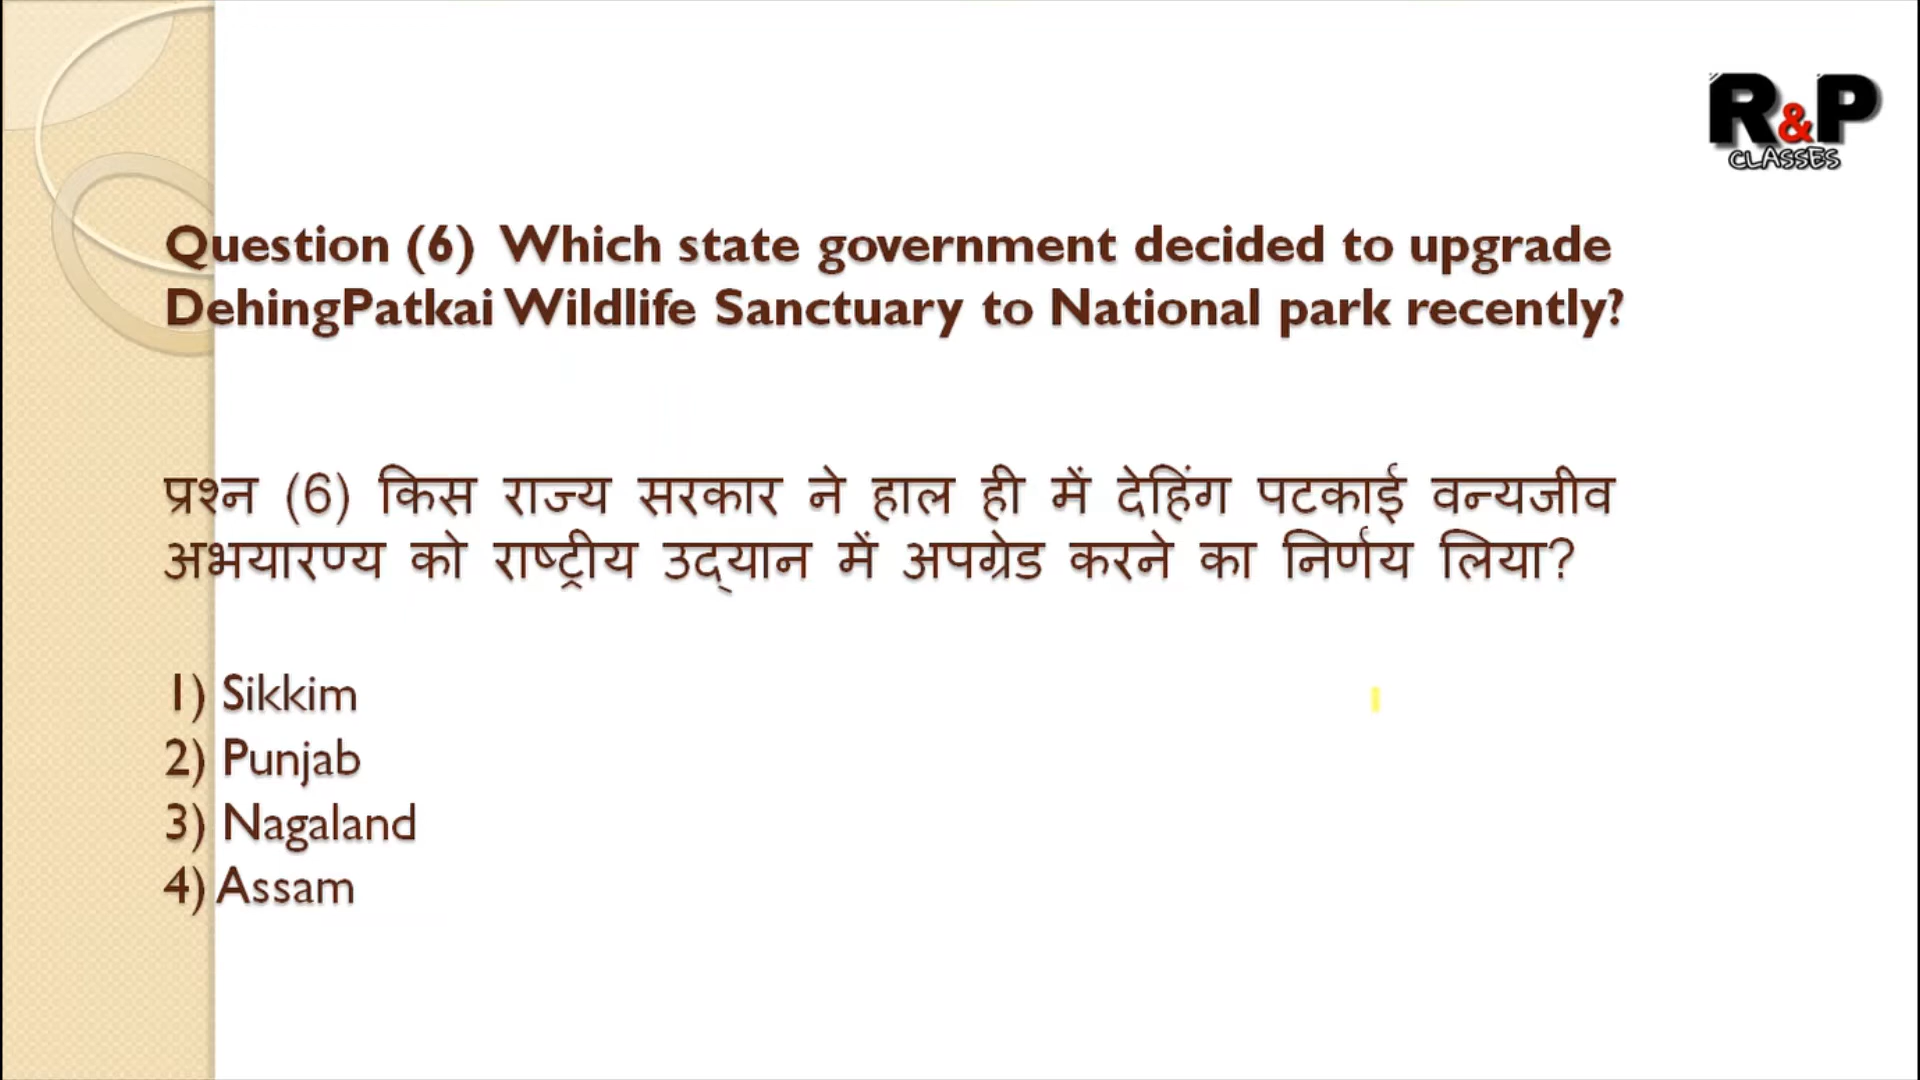 R&P
CLASSES
Question (6) Which state government decided to upgrade
DehingPatkai Wildlife Sanctuary to National park recently?
प्रश्न (6) किस राज्य सरकार ने हाल ही में देहिंग पटकाई वन्यजीव
अभयारण्य को राष्ट्रीय उद्यान में अपग्रेड करने का निर्णय लिया?
1) Sikkim
2) Punjab
3) Nagaland
4) Assam